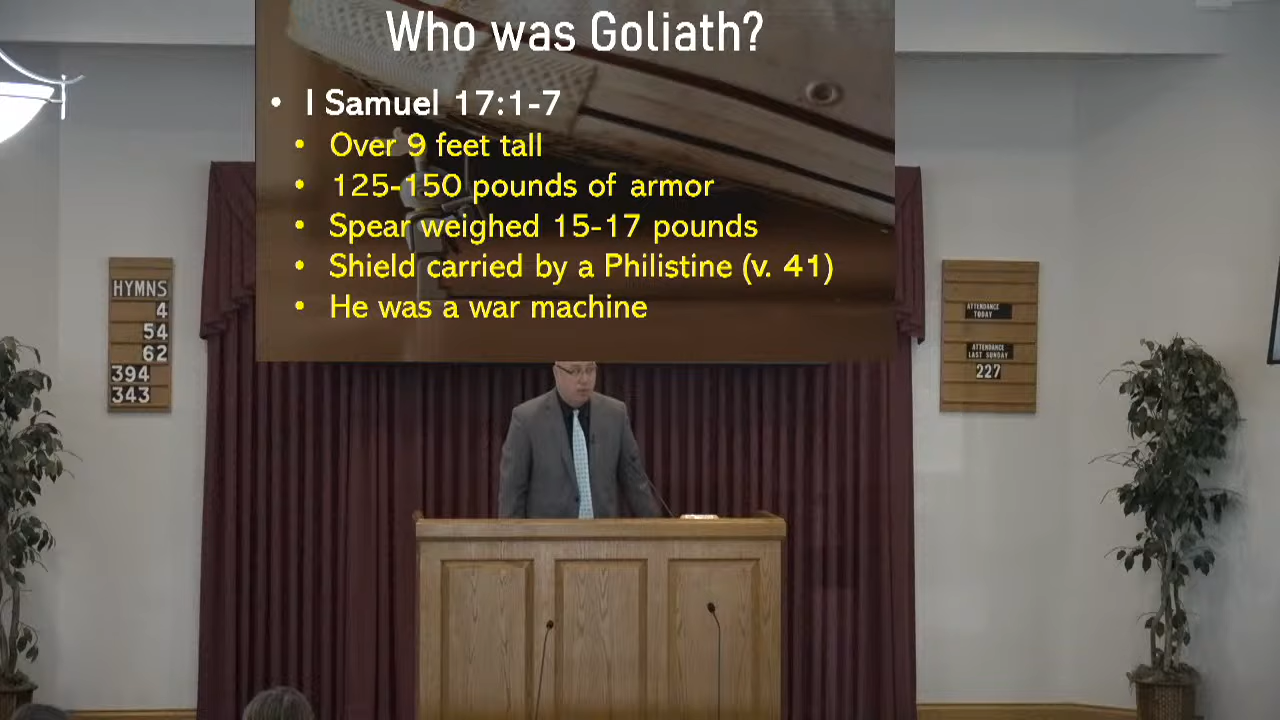 Who was Goliath?
• I Samuel 17:1-7
• Over 9 feet tall
• 125-150 pounds of armor
• Spear weighed 15-17 pounds
• Shield carried by a Philistine (v. 41)
• He was a war machine
HYMNS
4
54
62
394
343
ATTENDANCE
TODAY
ATTENDANCE
LAST SUNDAY
227